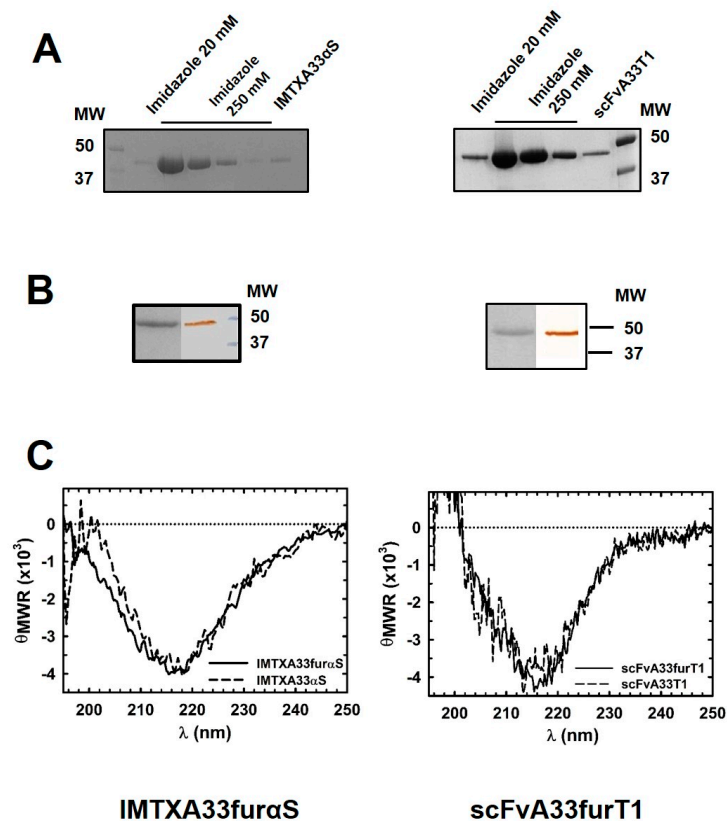 A
MW
Imidazole 20 mM
Imidazole
250 mM
IMTXA33αS
50
37
Imidazole 20 mM
Imidazole
250 mM
scFvA33T1
MW
50
37
B
MW
50
37
MW
50
37
C
θMWR (x10³)
0
-1
-2
-3
-4
IMTXA33furαS
IMTXA33αS
200 210 220 230 240 250
λ (nm)
θMWR (x10³)
0
-1
-2
-3
-4
scFvA33furT1
scFvA33T1
200 210 220 230 240 250
λ (nm)
IMTXA33furαS
scFvA33furT1